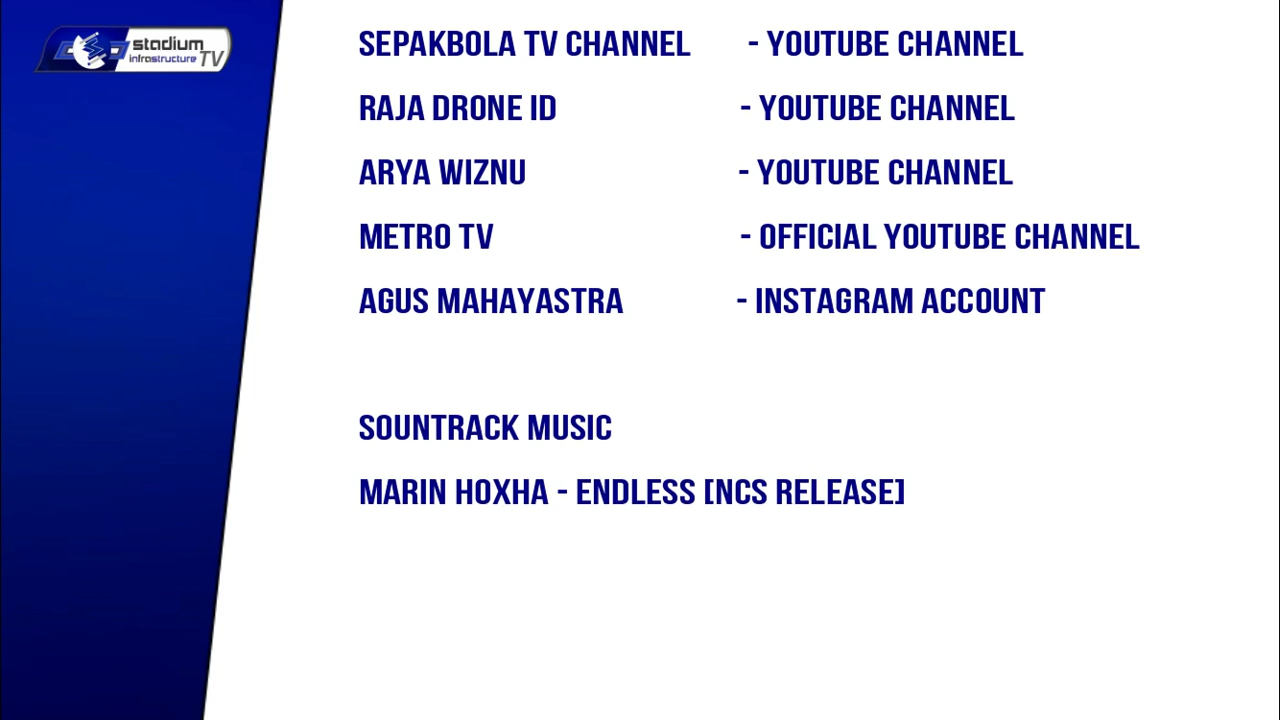 stadium
infrastructure TV
SEPAKBOLA TV CHANNEL - YOUTUBE CHANNEL
RAJA DRONE ID - YOUTUBE CHANNEL
ARYA WIZNU - YOUTUBE CHANNEL
METRO TV - OFFICIAL YOUTUBE CHANNEL
AGUS MAHAYASTRA - INSTAGRAM ACCOUNT
SOUNTRACK MUSIC
MARIN HOXHA - ENDLESS [NCS RELEASE]